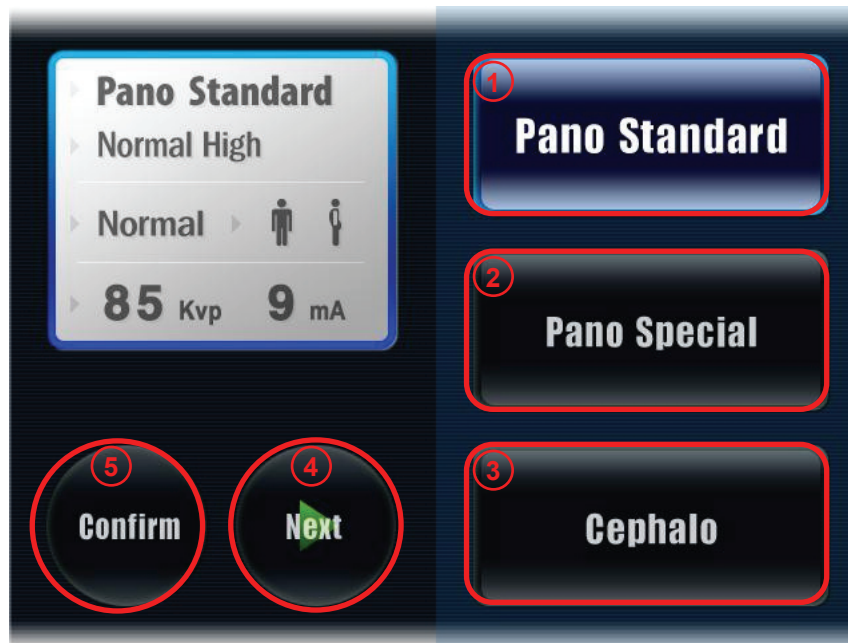 Pano Standard
Normal High
Normal
85 Kvp 9 mA
5
Confirm
4
Next
1
Pano Standard
2
Pano Special
3
Cephalo